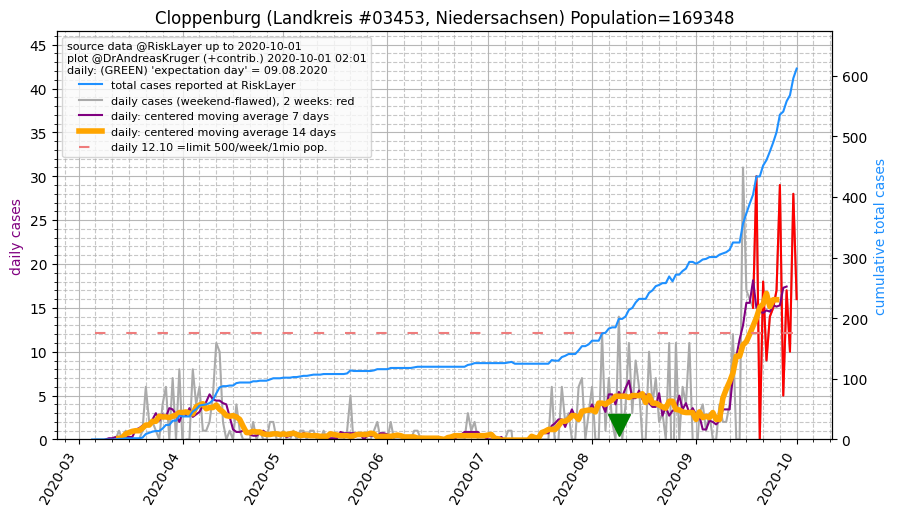 Cloppenburg (Landkreis #03453, Niedersachsen) Population=169348
source data @RiskLayer up to 2020-10-01
plot @DrAndreasKruger (+contrib.) 2020-10-01 02:01
daily: (GREEN) 'expectation day' = 09.08.2020
total cases reported at RiskLayer
daily cases (weekend-flawed), 2 weeks: red
daily: centered moving average 7 days
daily: centered moving average 14 days
daily 12.10 =limit 500/week/1mio pop.
daily cases
45
40
35
30
25
20
15
10
5
0
cumulative total cases
600
500
400
300
200
100
0
2020-03
2020-04
2020-05
2020-06
2020-07
2020-08
2020-09
2020-10